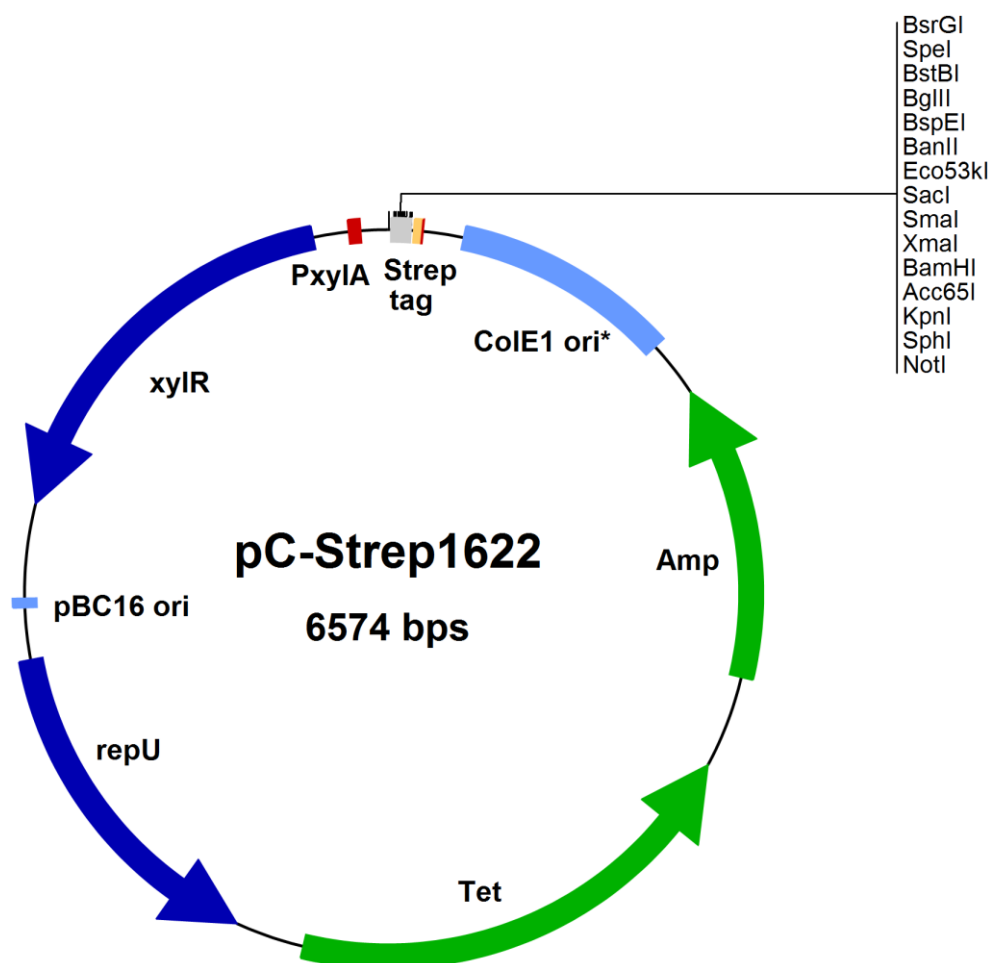 BsrGI
SpeI
BstBI
BglII
BspEI
BanII
Eco53kI
SacI
SmaI
XmaI
BamHI
Acc65I
KpnI
SphI
NotI
PxylA
Strep
tag
ColE1 ori*
xylR
pC-Strep1622
6574 bps
Amp
pBC16 ori
repU
Tet